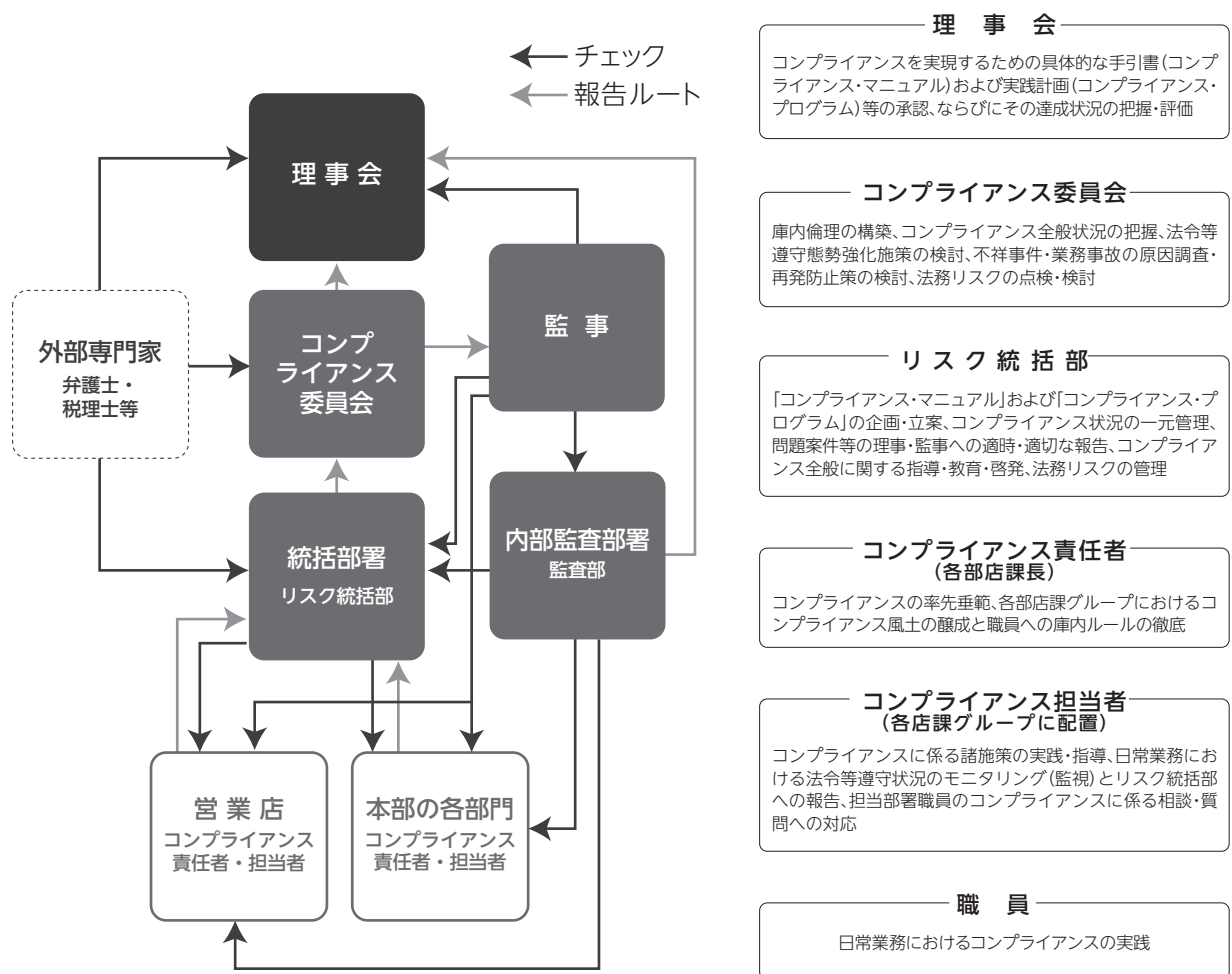 チェック
報告ルート
理事会
コンプ
ライアンス
委員会
監 事
外部専門家
弁護士・
税理士等
統括部署
リスク統括部
内部監査部署
監査部
営業店
コンプライアンス
責任者・担当者
本部の各部門
コンプライアンス
責任者・担当者
理 事 会
コンプライアンスを実現するための具体的な手引書(コンプ
ライアンス・マニュアル)および実践計画(コンプライアンス・
プログラム)等の承認、ならびにその達成状況の把握・評価
コンプライアンス委員会
庫内倫理の構築、コンプライアンス全般状況の把握、法令等
遵守態勢強化施策の検討、不祥事件・業務事故の原因調査・
再発防止策の検討、法務リスクの点検・検討
リスク統括部
「コンプライアンス・マニュアル」および「コンプライアンス・プ
ログラム」の企画・立案、コンプライアンス状況の一元管理、
問題案件等の理事・監事への適時・適切な報告、コンプライア
ンス全般に関する指導・教育・啓発、法務リスクの管理
コンプライアンス責任者
(各部店課長)
コンプライアンスの率先垂範、各部店課グループにおけるコ
ンプライアンス風土の醸成と職員への庫内ルールの徹底
コンプライアンス担当者
(各店課グループに配置)
コンプライアンスに係る諸施策の実践・指導、日常業務にお
ける法令等遵守状況のモニタリング(監視)とリスク統括部
への報告、担当部署職員のコンプライアンスに係る相談・質
問への対応
職 員
日常業務におけるコンプライアンスの実践